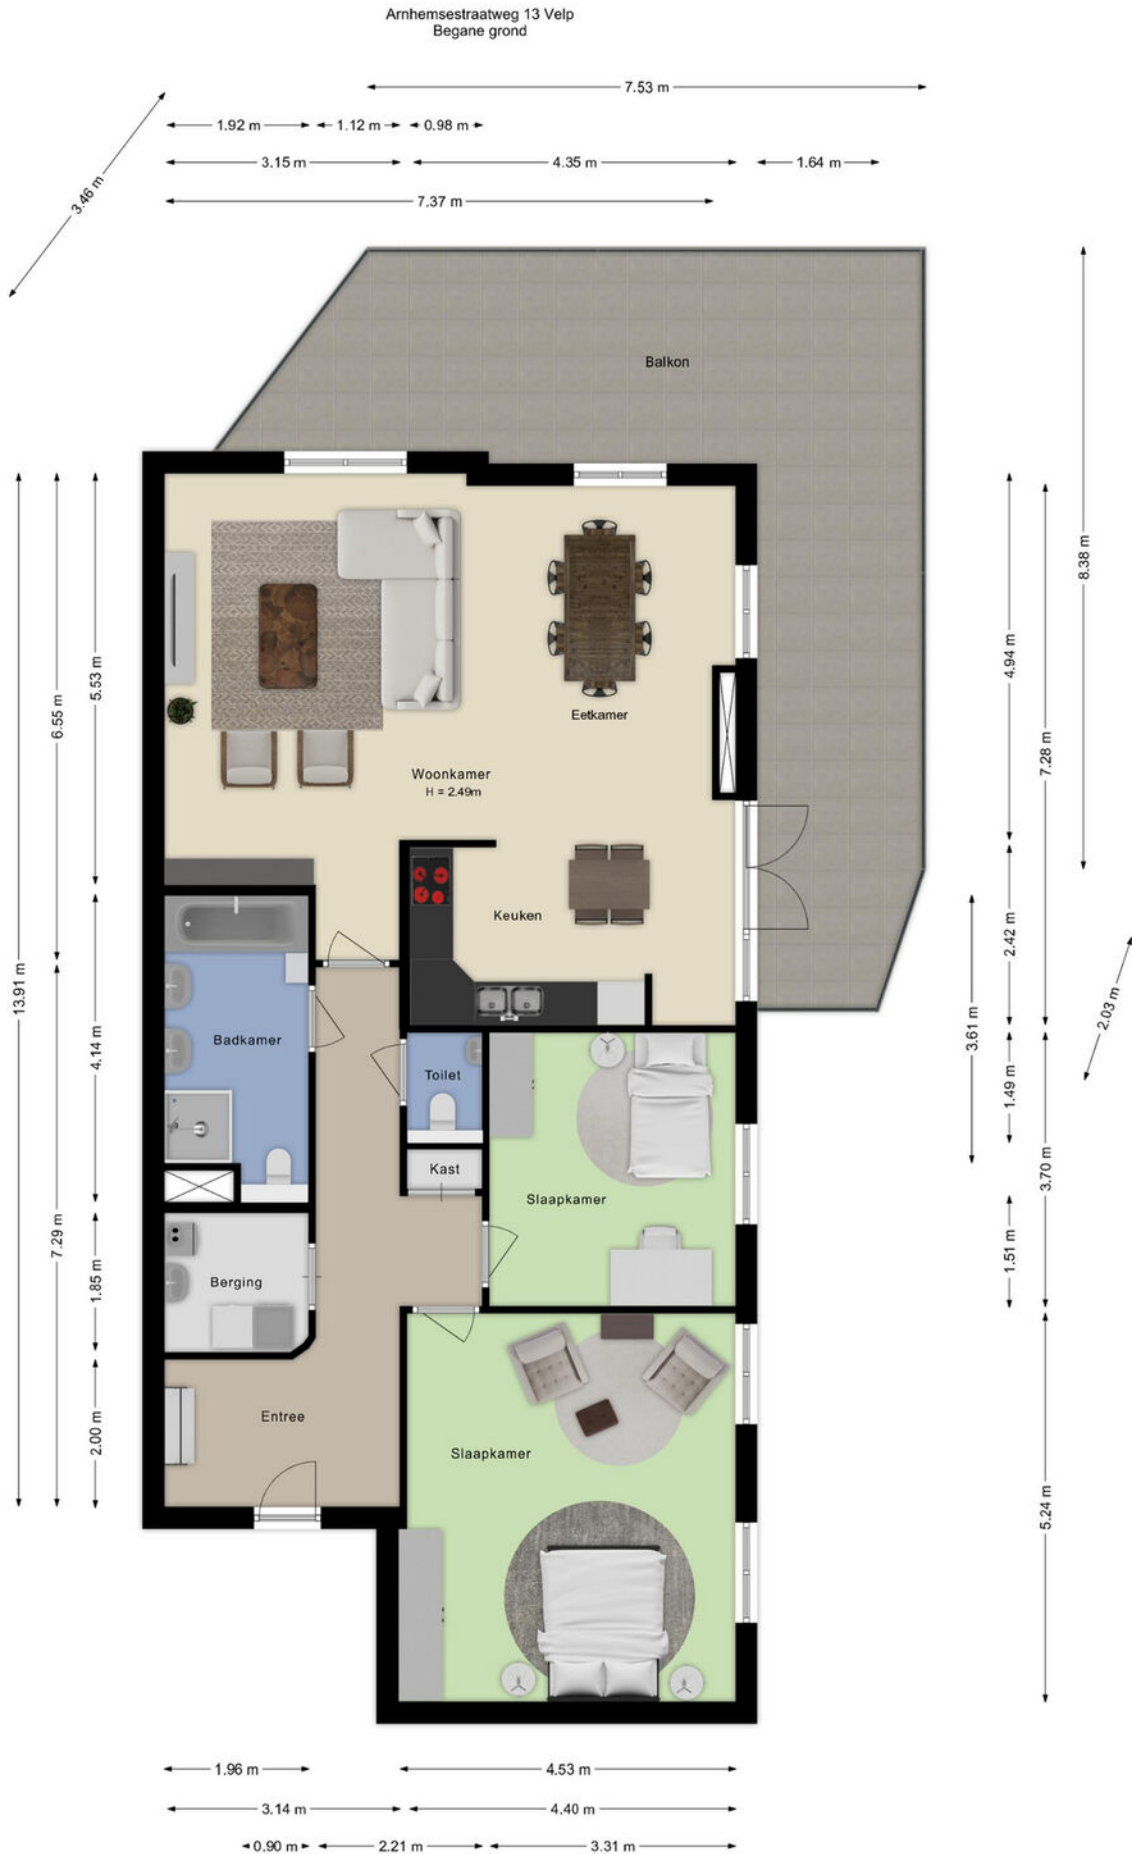 Arnhemsestraatweg 13 Velp
Begane grond
7.53 m
1.92 m
1.12 m
0.98 m
3.46 m
3.15 m
4.35 m
1.64 m
7.37 m
Balkon
8.38 m
5.53 m
4.94 m
6.55 m
Eetkamer
7.28 m
Woonkamer
H = 2.49m
Keuken
2.42 m
13.91 m
2.03 m
Badkamer
4.14 m
3.61 m
Toilet
1.49 m
Kast
3.70 m
Slaapkamer
7.29 m
1.51 m
Berging
1.85 m
Entree
2.00 m
Slaapkamer
5.24 m
1.96 m
4.53 m
3.14 m
4.40 m
0.90 m
2.21 m
3.31 m